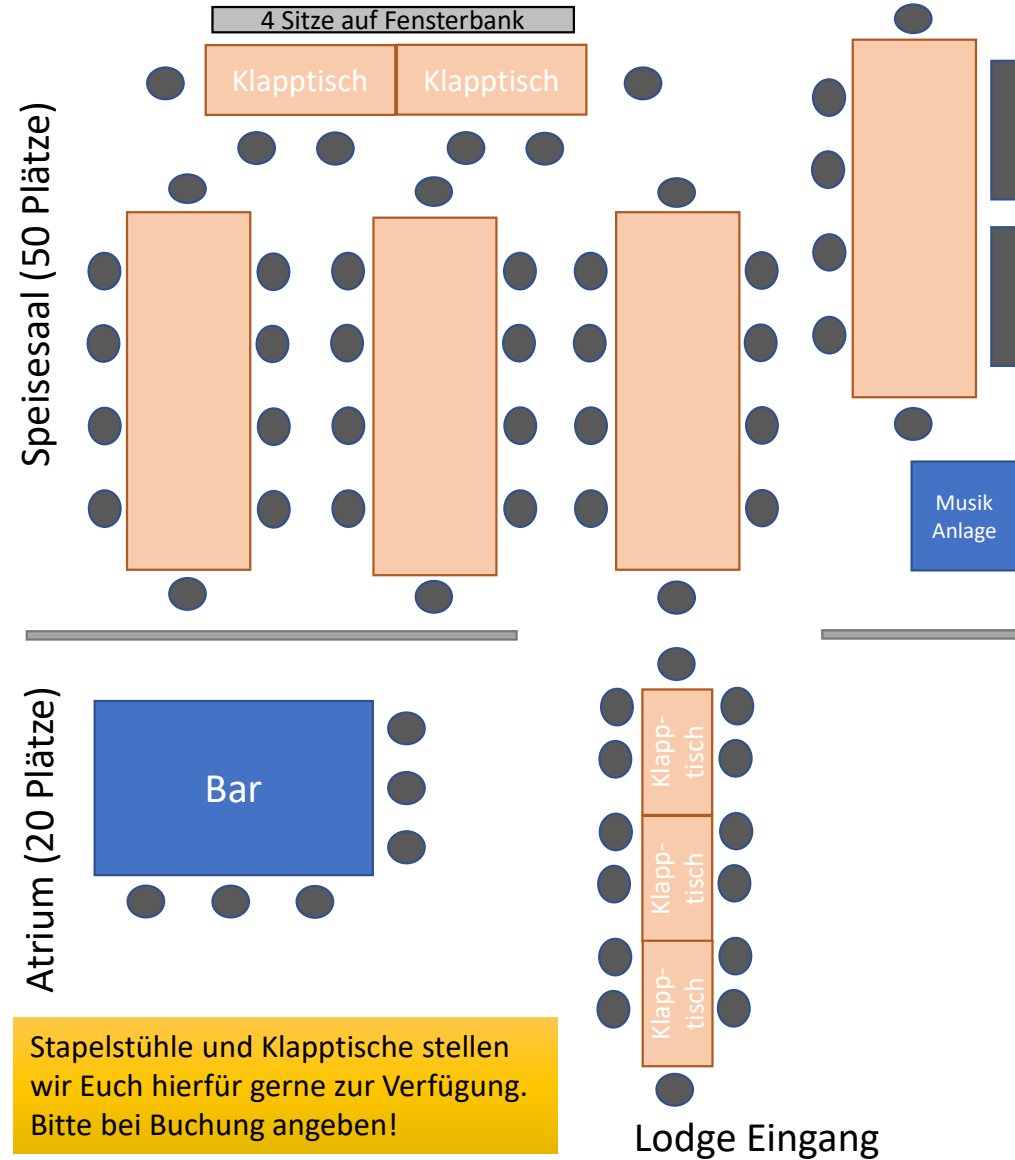 4 Sitze auf Fensterbank
Klapptisch
Klapptisch
Speisesaal (50 Plätze)
Musik
Anlage
Atrium (20 Plätze)
Bar
Klapp-
tisch
Klapp-
tisch
Klapp-
tisch
Stapelstühle und Klapptische stellen
wir Euch hierfür gerne zur Verfügung.
Bitte bei Buchung angeben!
Lodge Eingang